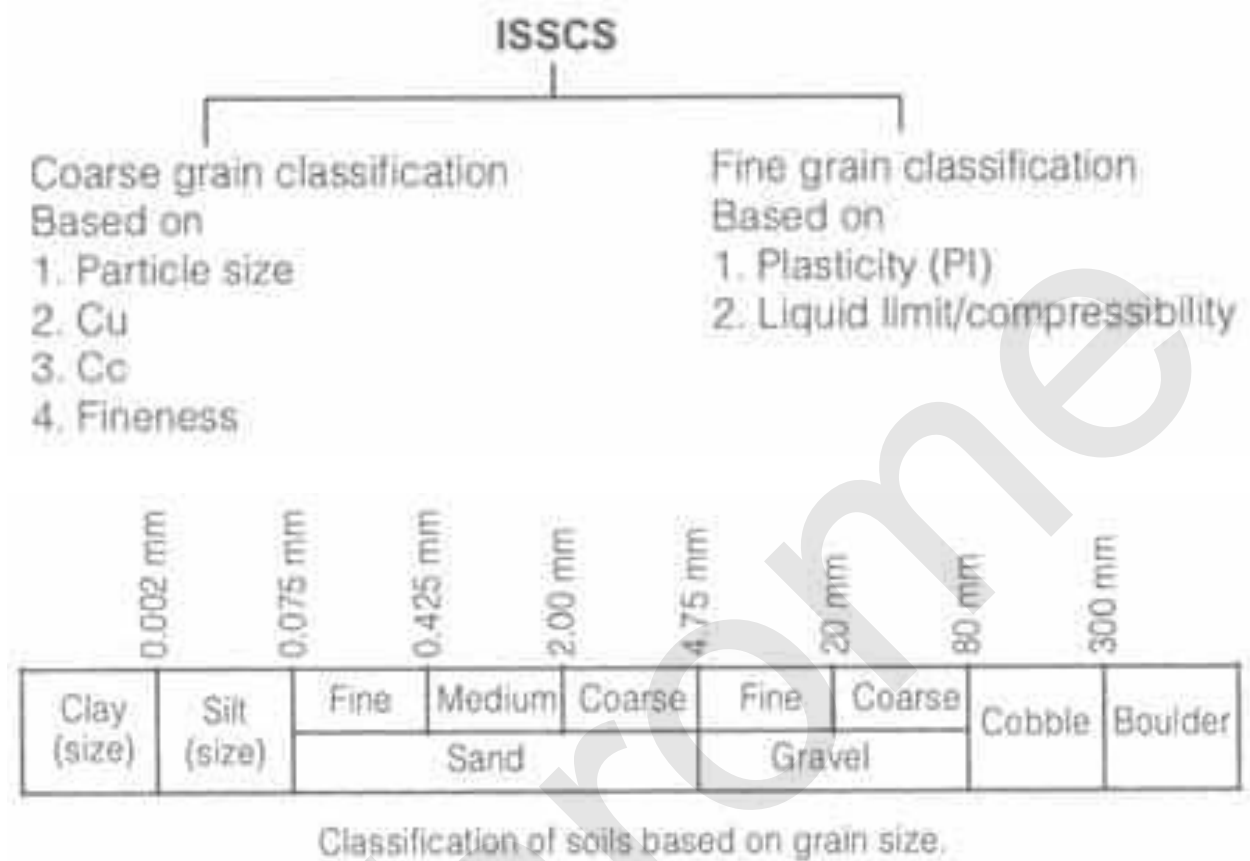 ISSCS
Coarse grain classification
Based on
1. Particle size
2. Cu
3. Cc
4. Fineness
Fine grain classification
Based on
1. Plasticity (PI)
2. Liquid limit/compressibility
0.002 mm
0.075 mm
0.425 mm
2.00 mm
4.75 mm
20 mm
80 mm
300 mm
Clay
(size)
Silt
(size)
Fine
Medium
Coarse
Sand
Fine
Coarse
Gravel
Cobble
Boulder
Classification of soils based on grain size.
rome